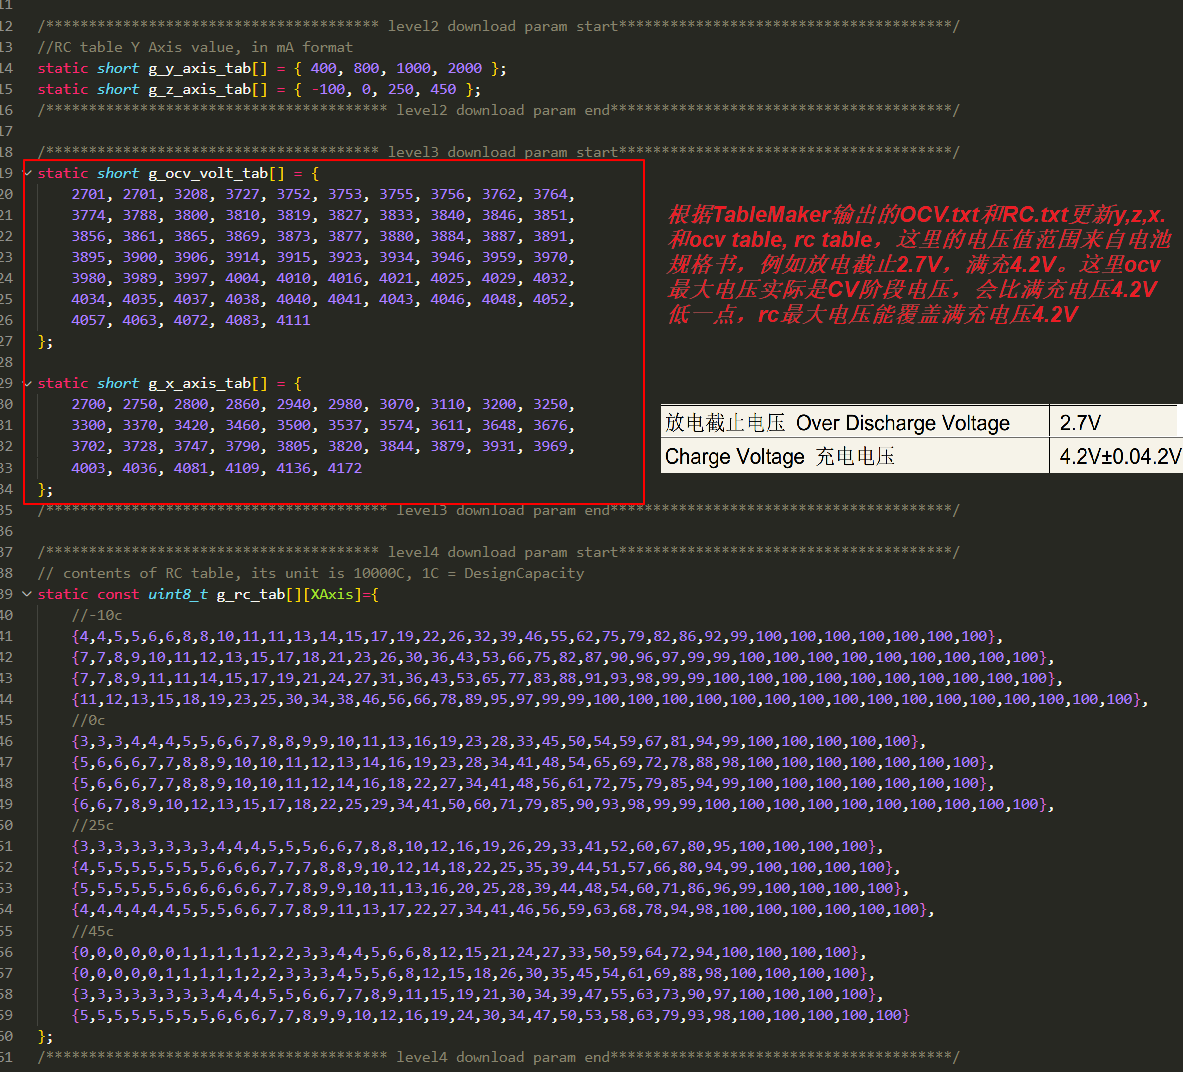 11
12 /*************************************** level2 download param start***************************************/
13 //RC table Y Axis value, in mA format
14 static short g_y_axis_tab[] = { 400, 800, 1000, 2000 };
15 static short g_z_axis_tab[] = { -100, 0, 250, 450 };
16 /**************************************** level2 download param end****************************************/
17
18 /*************************************** level3 download param start***************************************/
19 static short g_ocv_volt_tab[] = {
20 2701, 2701, 3208, 3727, 3752, 3753, 3755, 3756, 3762, 3764,
21 3774, 3788, 3800, 3810, 3819, 3827, 3833, 3840, 3846, 3851,
22 3856, 3861, 3865, 3869, 3873, 3877, 3880, 3884, 3887, 3891,
23 3895, 3900, 3906, 3914, 3915, 3923, 3934, 3946, 3959, 3970,
24 3980, 3989, 3997, 4004, 4010, 4016, 4021, 4025, 4029, 4032,
25 4034, 4035, 4037, 4038, 4040, 4041, 4043, 4046, 4048, 4052,
26 4057, 4063, 4072, 4083, 4111
27 };
28
29 static short g_x_axis_tab[] = {
30 2700, 2750, 2800, 2860, 2940, 2980, 3070, 3110, 3200, 3250,
31 3300, 3370, 3420, 3460, 3500, 3537, 3574, 3611, 3648, 3676,
32 3702, 3728, 3747, 3790, 3805, 3820, 3844, 3879, 3931, 3969,
33 4003, 4036, 4081, 4109, 4136, 4172
34 };
35 /**************************************** level3 download param end****************************************/
36
37 /*************************************** level4 download param start***************************************/
38 // contents of RC table, its unit is 10000C, 1C = DesignCapacity
39 static const uint8_t g_rc_tab[][XAxis]={
40 //-10c
41 {4,4,5,5,6,6,8,8,10,11,11,13,14,15,17,19,22,26,32,39,46,55,62,75,79,82,86,92,99,100,100,100,100,100,100,100},
42 {7,7,8,9,10,11,12,13,15,17,18,21,23,26,30,36,43,53,66,75,82,87,90,96,97,99,99,100,100,100,100,100,100,100,100,100},
43 {7,7,8,9,11,11,14,15,17,19,21,24,27,31,36,43,53,65,77,83,88,91,93,98,99,99,100,100,100,100,100,100,100,100,100,100},
44 {11,12,13,15,18,19,23,25,30,34,38,46,56,66,78,89,95,97,99,99,100,100,100,100,100,100,100,100,100,100,100,100,100,100,100,100},
45 //0c
46 {3,3,3,4,4,4,5,5,6,6,7,8,8,9,9,10,11,13,16,19,23,28,33,45,50,54,59,67,81,94,99,100,100,100,100,100},
47 {5,6,6,6,7,7,8,8,9,10,10,11,12,13,14,16,19,23,28,34,41,48,54,65,69,72,78,88,98,100,100,100,100,100,100,100},
48 {5,6,6,6,7,7,8,8,9,10,10,11,12,14,16,18,22,27,34,41,48,56,61,72,75,79,85,94,99,100,100,100,100,100,100,100},
49 {6,6,7,8,9,10,12,13,15,17,18,22,25,29,34,41,50,60,71,79,85,90,93,98,99,99,100,100,100,100,100,100,100,100,100,100},
50 //25c
51 {3,3,3,3,3,3,3,3,4,4,4,5,5,5,6,6,7,8,8,10,12,16,19,26,29,33,41,52,60,67,80,95,100,100,100,100},
52 {4,5,5,5,5,5,5,5,6,6,6,7,7,7,8,8,9,10,12,14,18,22,25,35,39,44,51,57,66,80,94,99,100,100,100,100},
53 {5,5,5,5,5,5,6,6,6,6,6,7,7,8,9,9,10,11,13,16,20,25,28,39,44,48,54,60,71,86,96,99,100,100,100,100},
54 {4,4,4,4,4,4,5,5,5,6,6,7,7,8,9,11,13,17,22,27,34,41,46,56,59,63,68,78,94,98,100,100,100,100,100,100},
55 //45c
56 {0,0,0,0,0,0,1,1,1,1,1,2,2,3,3,4,4,5,6,6,8,12,15,21,24,27,33,50,59,64,72,94,100,100,100,100},
57 {0,0,0,0,0,1,1,1,1,1,2,2,3,3,3,4,5,5,6,8,12,15,18,26,30,35,45,54,61,69,88,98,100,100,100,100},
58 {3,3,3,3,3,3,3,3,4,4,4,5,5,6,6,7,7,8,9,11,15,19,21,30,34,39,47,55,63,73,90,97,100,100,100,100},
59 {5,5,5,5,5,5,5,5,6,6,6,7,7,8,9,9,10,12,16,19,24,30,34,47,50,53,58,63,79,93,98,100,100,100,100,100}
60 };
61 /**************************************** level4 download param end****************************************/
根据TableMaker输出的OCV.txt和RC.txt更新y,z,x.
和ocv table, rc table，这里的电压值范围来自电池
规格书，例如放电截止2.7V，满充4.2V。这里ocv
最大电压实际是CV阶段电压，会比满充电压4.2V
低一点，rc最大电压能覆盖满充电压4.2V
放电截止电压 Over Discharge Voltage 2.7V
Charge Voltage 充电电压 4.2V±0.04.2V